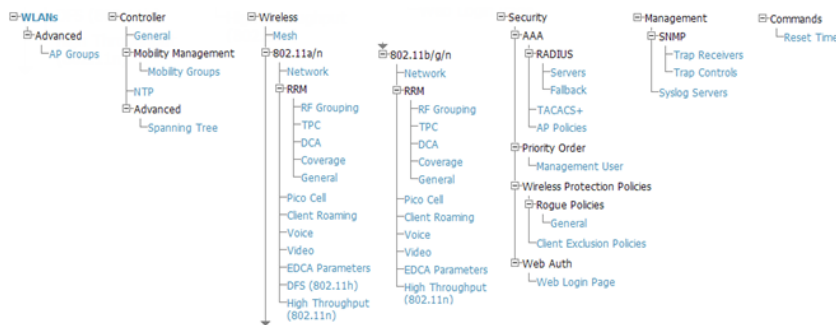 WLANs
Advanced
AP Groups
Controller
General
Mobility Management
Mobility Groups
NTP
Advanced
Spanning Tree
Wireless
Mesh
802.11a/n
Network
RRM
RF Grouping
TPC
DCA
Coverage
General
Pico Cell
Client Roaming
Voice
Video
EDCA Parameters
DFS (802.11h)
High Throughput
(802.11n)
802.11b/g/n
Network
RRM
RF Grouping
TPC
DCA
Coverage
General
Pico Cell
Client Roaming
Voice
Video
EDCA Parameters
High Throughput
(802.11n)
Security
AAA
RADIUS
Servers
Fallback
TACACS+
AP Policies
Priority Order
Management User
Wireless Protection Policies
Rogue Policies
General
Client Exclusion Policies
Web Auth
Web Login Page
Management
SNMP
Trap Receivers
Trap Controls
Syslog Servers
Commands
Reset Time